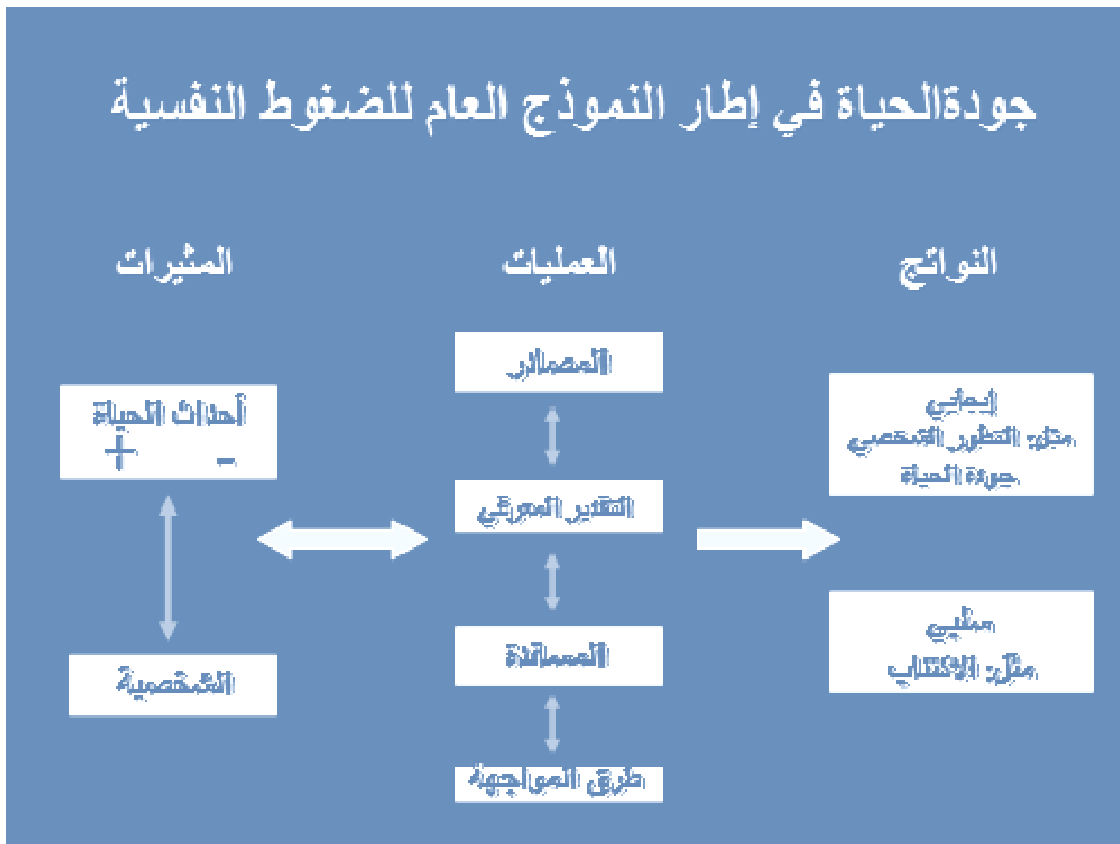 جودةالحياة في إطار النموذج العام للضغوط النفسية
المثيرات
العمليات
النواتج
أحداث الحياة
+ -
الشخصية
المصادر
التقدير المعرفي
المساندة
طرق المواجهة
إيجابي
مثل: التطور الشخصي
جودة الحياة
سلبي
مثل: الاكتئاب